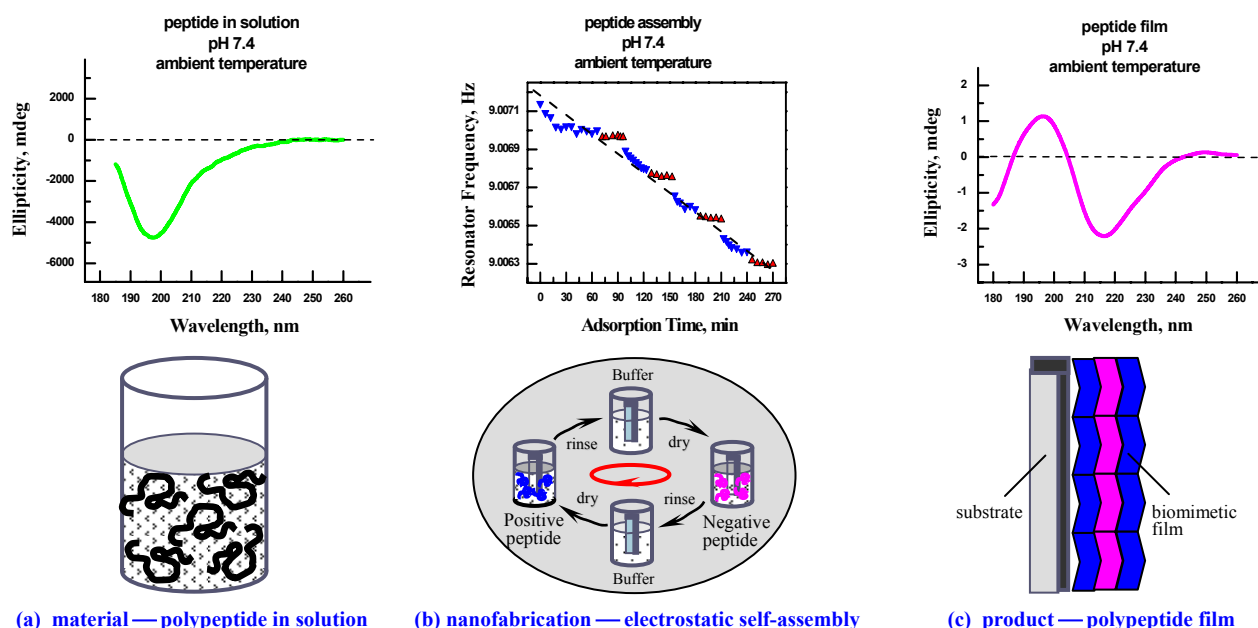 peptide in solution
pH 7.4
ambient temperature
Ellipticity, mdeg
2000
0
-2000
-4000
-6000
180 190 200 210 220 230 240 250 260
Wavelength, nm
peptide assembly
pH 7.4
ambient temperature
Resonator Frequency, Hz
9.0071
9.0069
9.0067
9.0065
9.0063
0 30 60 90 120 150 180 210 240 270
Adsorption Time, min
peptide film
pH 7.4
ambient temperature
Ellipticity, mdeg
2
1
0
-1
-2
-3
180 190 200 210 220 230 240 250 260
Wavelength, nm
Buffer
rinse
dry
dry
rinse
Positive
peptide
Negative
peptide
Buffer
substrate
biomimetic
film
(a) material — polypeptide in solution
(b) nanofabrication — electrostatic self-assembly
(c) product — polypeptide film